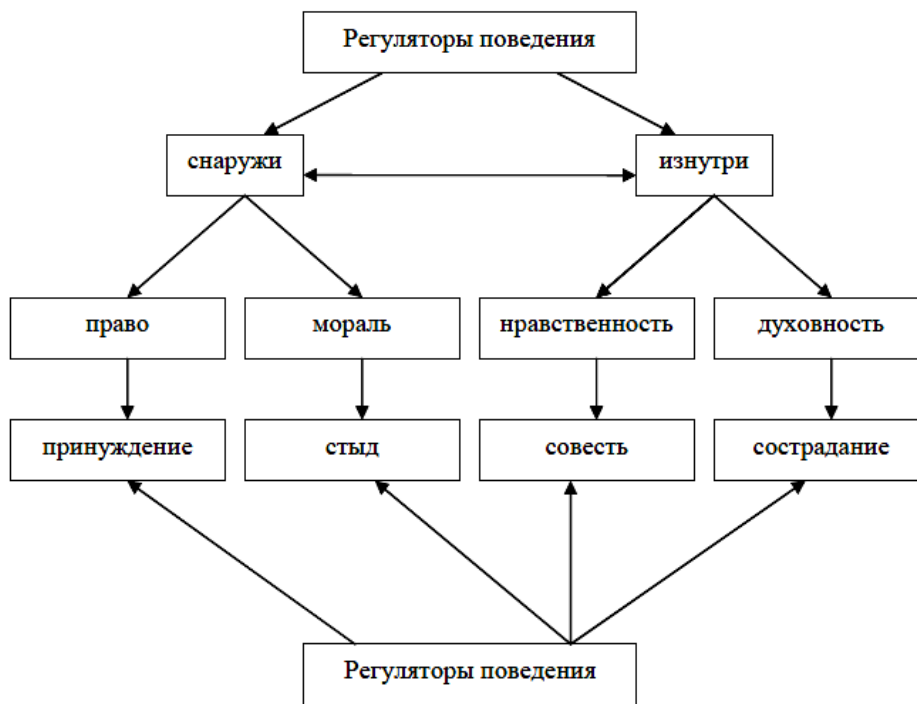 Регуляторы поведения
снаружи
изнутри
право
мораль
нравственность
духовность
принуждение
стыд
совесть
сострадание
Регуляторы поведения